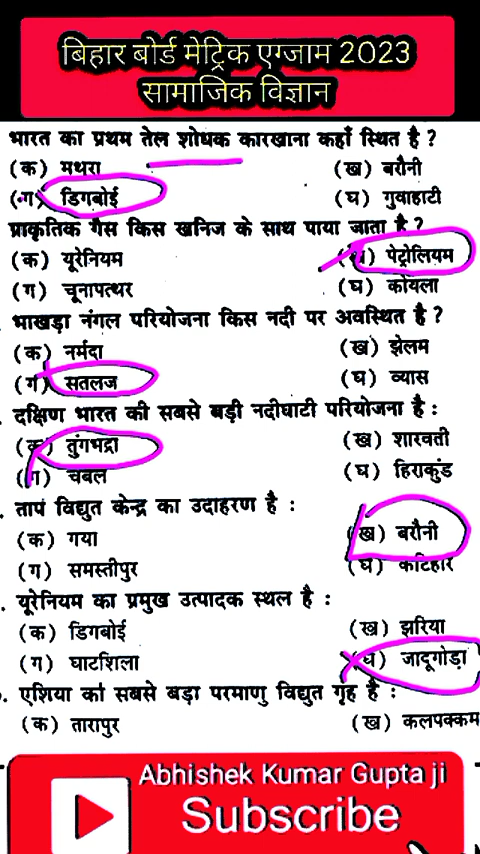 बिहार बोर्ड मेट्रिक एग्जाम 2023
सामाजिक विज्ञान
भारत का प्रथम तेल शोधक कारखाना कहाँ स्थित है ?
(क) मथुरा (ख) बरौनी
(ग) डिगबोई (घ) गुवाहाटी
प्राकृतिक गैस किस खनिज के साथ पाया जाता है ?
(क) यूरेनियम (ख) पेट्रोलियम
(ग) चूनापत्थर (घ) कोयला
भाखड़ा नंगल परियोजना किस नदी पर अवस्थित है ?
(क) नर्मदा (ख) झेलम
(ग) सतलज (घ) व्यास
. दक्षिण भारत की सबसे बड़ी नदीघाटी परियोजना है :
(क) तुंगभद्रा (ख) शारवती
(ग) चंबल (घ) हिराकुंड
. ताप विद्युत केन्द्र का उदाहरण है :
(क) गया (ख) बरौनी
(ग) समस्तीपुर (घ) कटिहार
. यूरेनियम का प्रमुख उत्पादक स्थल है :
(क) डिगबोई (ख) झरिया
(ग) घाटशिला (घ) जादूगोड़ा
. एशिया का सबसे बड़ा परमाणु विद्युत गृह है :
(क) तारापुर (ख) कलपक्कम
Abhishek Kumar Gupta ji
Subscribe